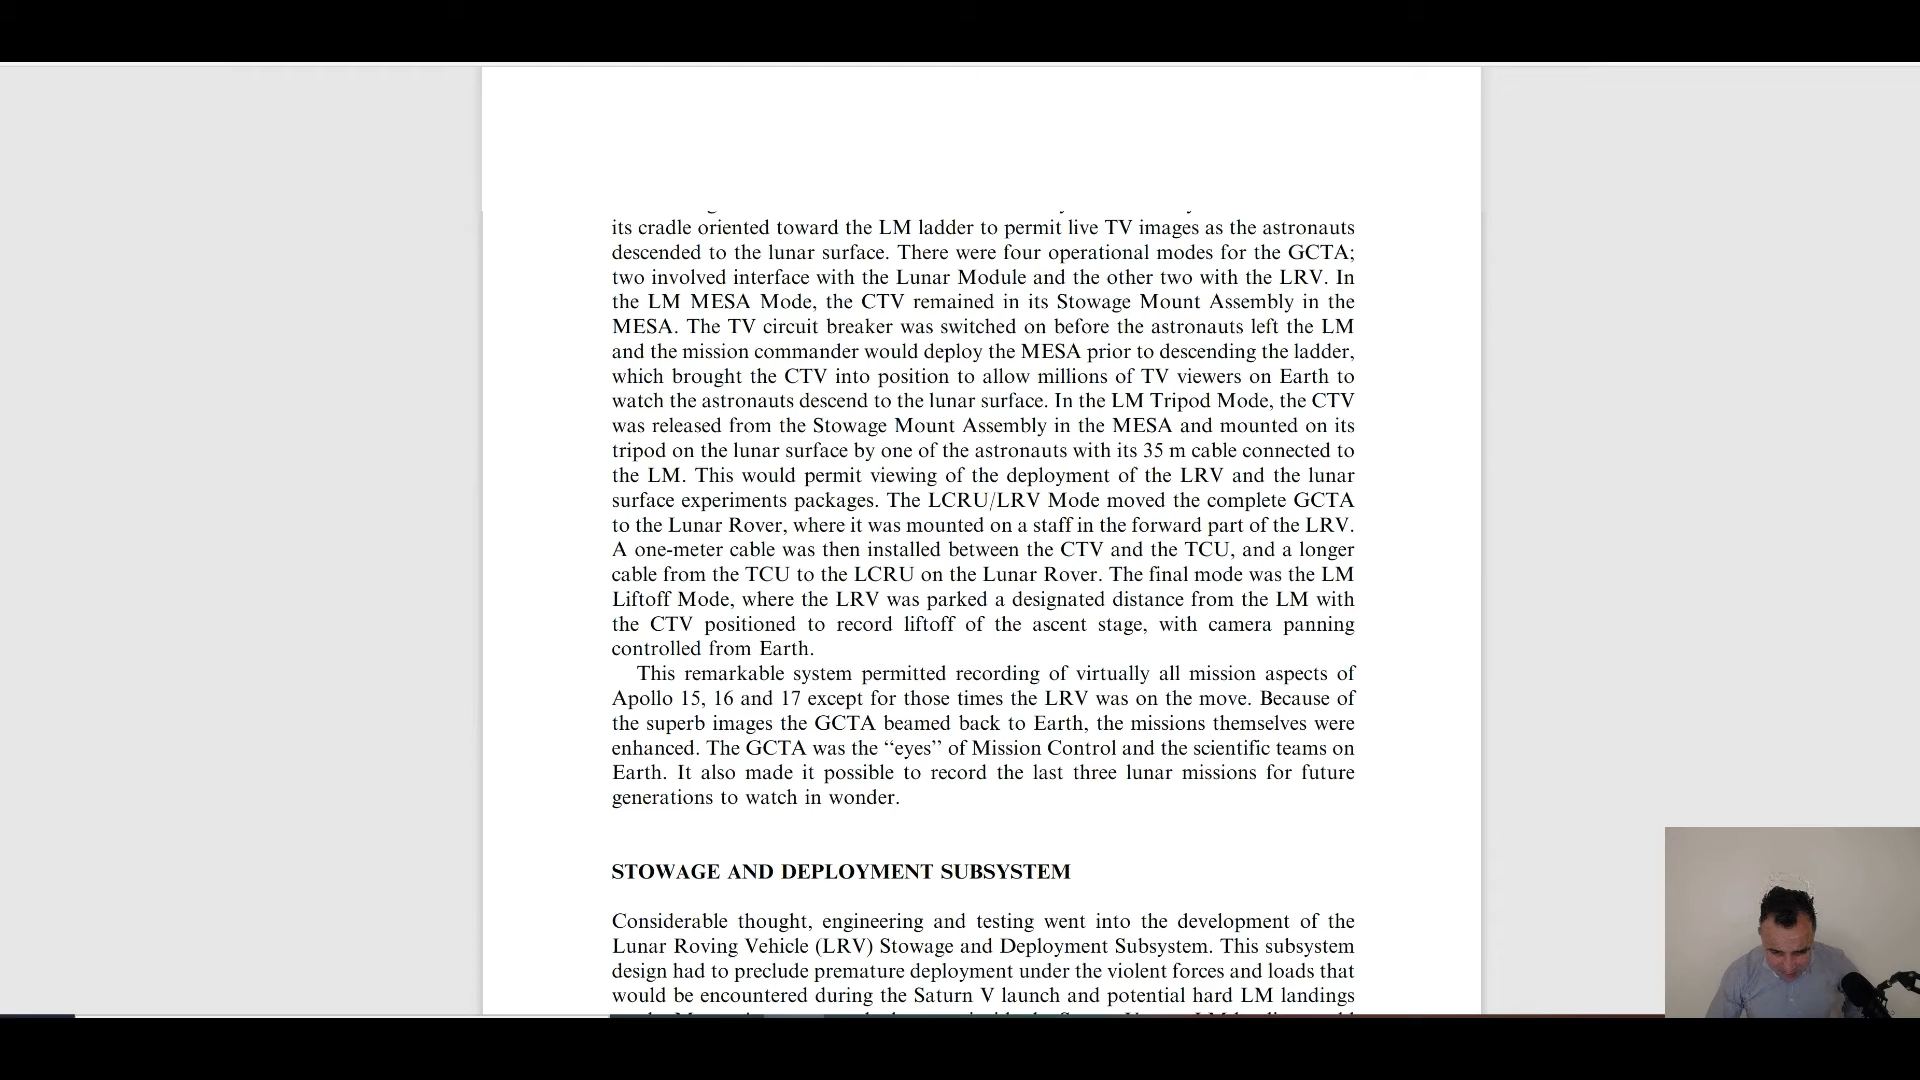 its cradle oriented toward the LM ladder to permit live TV images as the astronauts
descended to the lunar surface. There were four operational modes for the GCTA;
two involved interface with the Lunar Module and the other two with the LRV. In
the LM MESA Mode, the CTV remained in its Stowage Mount Assembly in the
MESA. The TV circuit breaker was switched on before the astronauts left the LM
and the mission commander would deploy the MESA prior to descending the ladder,
which brought the CTV into position to allow millions of TV viewers on Earth to
watch the astronauts descend to the lunar surface. In the LM Tripod Mode, the CTV
was released from the Stowage Mount Assembly in the MESA and mounted on its
tripod on the lunar surface by one of the astronauts with its 35 m cable connected to
the LM. This would permit viewing of the deployment of the LRV and the lunar
surface experiments packages. The LCRU/LRV Mode moved the complete GCTA
to the Lunar Rover, where it was mounted on a staff in the forward part of the LRV.
A one-meter cable was then installed between the CTV and the TCU, and a longer
cable from the TCU to the LCRU on the Lunar Rover. The final mode was the LM
Liftoff Mode, where the LRV was parked a designated distance from the LM with
the CTV positioned to record liftoff of the ascent stage, with camera panning
controlled from Earth.
This remarkable system permitted recording of virtually all mission aspects of
Apollo 15, 16 and 17 except for those times the LRV was on the move. Because of
the superb images the GCTA beamed back to Earth, the missions themselves were
enhanced. The GCTA was the “eyes” of Mission Control and the scientific teams on
Earth. It also made it possible to record the last three lunar missions for future
generations to watch in wonder.
STOWAGE AND DEPLOYMENT SUBSYSTEM
Considerable thought, engineering and testing went into the development of the
Lunar Roving Vehicle (LRV) Stowage and Deployment Subsystem. This subsystem
design had to preclude premature deployment under the violent forces and loads that
would be encountered during the Saturn V launch and potential hard LM landings